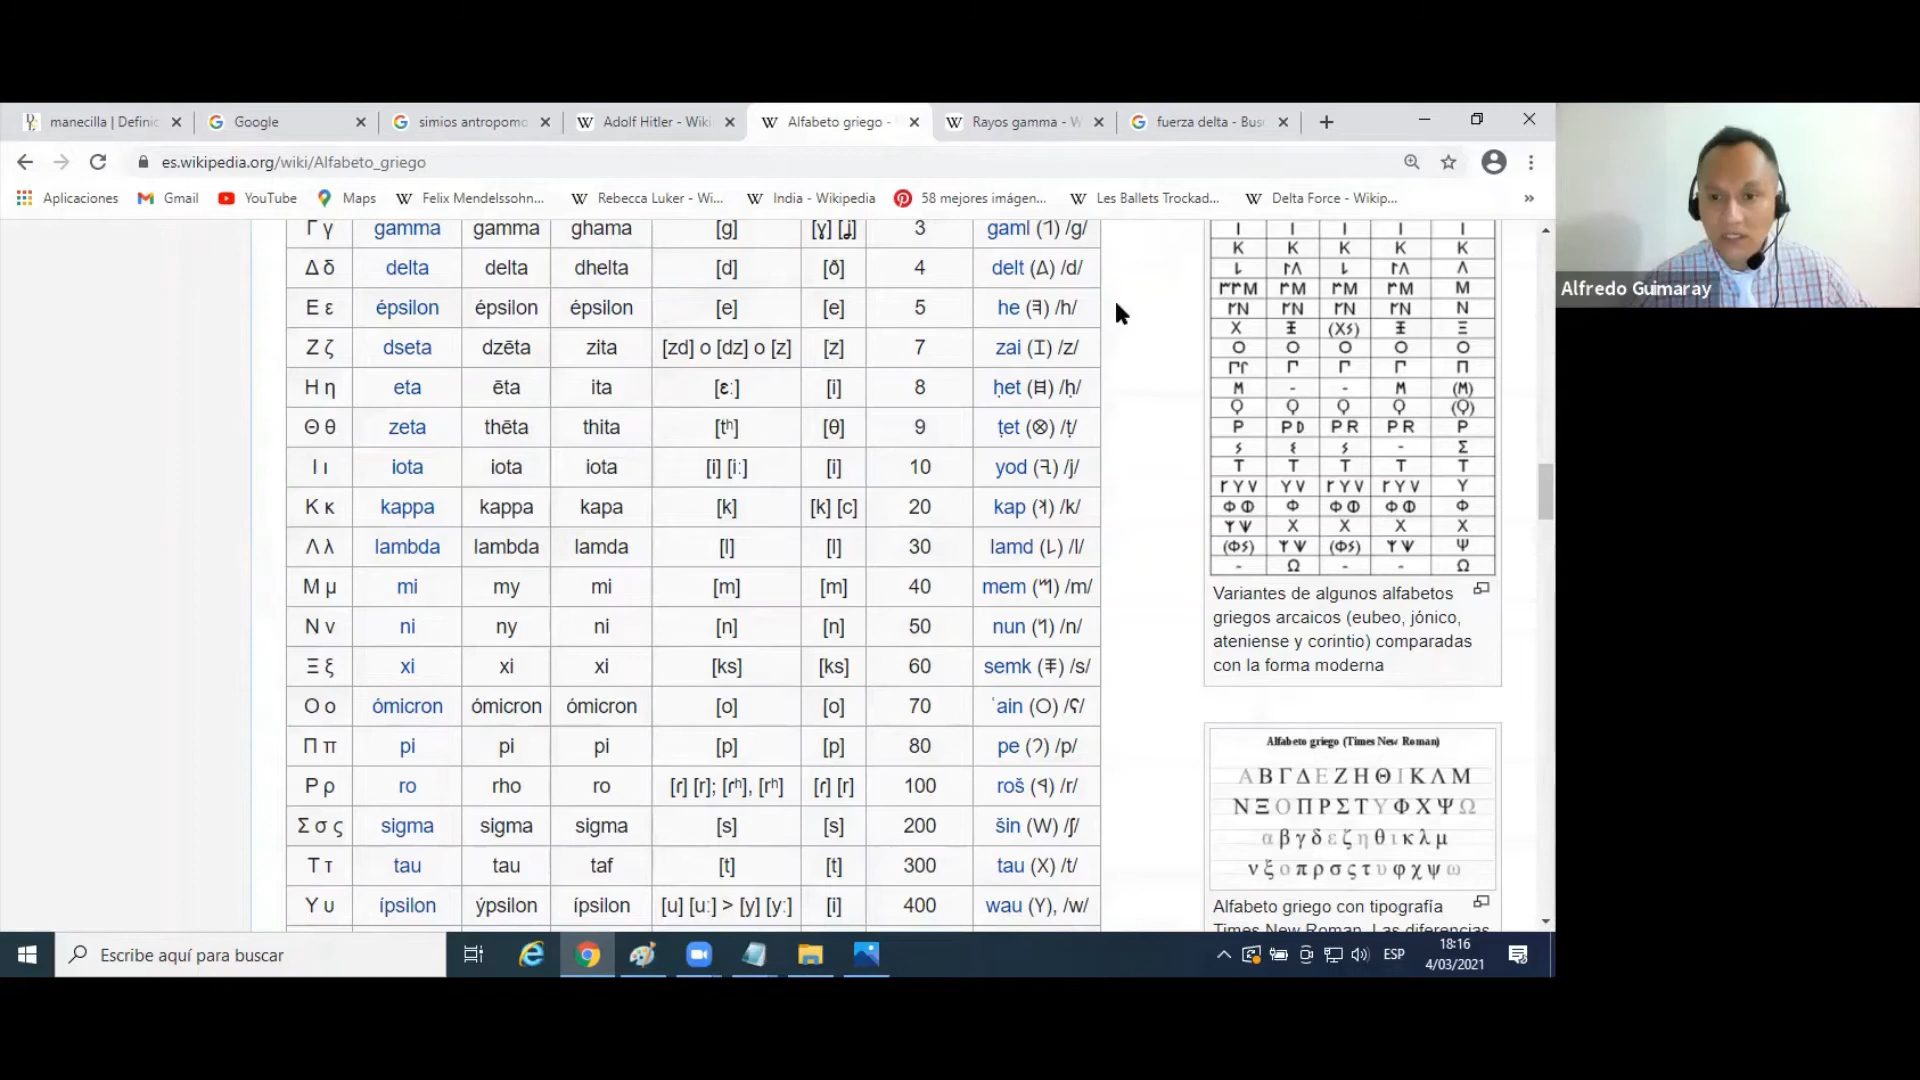 manecilla | Definic
Google
simios antropomo
Adolf Hitler - Wiki
Alfabeto griego -
Rayos gamma - W
fuerza delta - Bus
es.wikipedia.org/wiki/Alfabeto_griego
Aplicaciones
Gmail
YouTube
Maps
Felix Mendelssohn...
Rebecca Luker - Wi...
India - Wikipedia
58 mejores imágen...
Les Ballets Trockad...
Delta Force - Wikip...
»
Γ γ gamma gamma ghama [g] [ɣ] [ʝ] 3 gaml (𐤂) /g/
Δ δ delta delta dhelta [d] [ð] 4 delt (𐤃) /d/
Ε ε épsilon épsilon épsilon [e] [e] 5 he (𐤄) /h/
Ζ ζ dseta dzēta zita [zd] o [dz] o [z] [z] 7 zai (𐤆) /z/
Η η eta ēta ita [ɛː] [i] 8 ḥet (𐤇) /ḥ/
Θ θ zeta thēta thita [tʰ] [θ] 9 ṭet (⊗) /ṭ/
Ι ι iota iota iota [i] [iː] [i] 10 yod (𐤉) /j/
Κ κ kappa kappa kapa [k] [k] [c] 20 kap (𐤊) /k/
Λ λ lambda lambda lamda [l] [l] 30 lamd (𐤋) /l/
Μ μ mi my mi [m] [m] 40 mem (𐤌) /m/
Ν ν ni ny ni [n] [n] 50 nun (𐤍) /n/
Ξ ξ xi xi xi [ks] [ks] 60 semk (𐤎) /s/
Ο ο ómicron ómicron ómicron [o] [o] 70 ʿain (𐤏) /ʕ/
Π π pi pi pi [p] [p] 80 pe (𐤐) /p/
Ρ ρ ro rho ro [ɾ] [r]; [ɾʰ], [rʰ] [ɾ] [r] 100 roš (𐤓) /r/
Σ σ ς sigma sigma sigma [s] [s] 200 šin (W) /ʃ/
Τ τ tau tau taf [t] [t] 300 tau (X) /t/
Υ υ ípsilon ýpsilon ípsilon [u] [uː] > [y] [yː] [i] 400 wau (Y), /w/
I I I I I
K K K K K
M
N
Ξ
O O O O O
Π
P P D P R P R P
Σ
T T T T T
Y
Φ
X X X X
Ψ
- Ω - - Ω
Variantes de algunos alfabetos
griegos arcaicos (eubeo, jónico,
ateniense y corintio) comparadas
con la forma moderna
Alfabeto griego (Times New Roman)
Α Β Γ Δ Ε Ζ Η Θ Ι Κ Λ Μ
Ν Ξ Ο Π Ρ Σ Τ Υ Φ Χ Ψ Ω
α β γ δ ε ζ η θ ι κ λ μ
ν ξ ο π ρ σ ς τ υ φ χ ψ ω
Alfabeto griego con tipografía
Times New Roman. Las diferencias
Alfredo Guimaray
Escribe aquí para buscar
ESP
18:16
4/03/2021